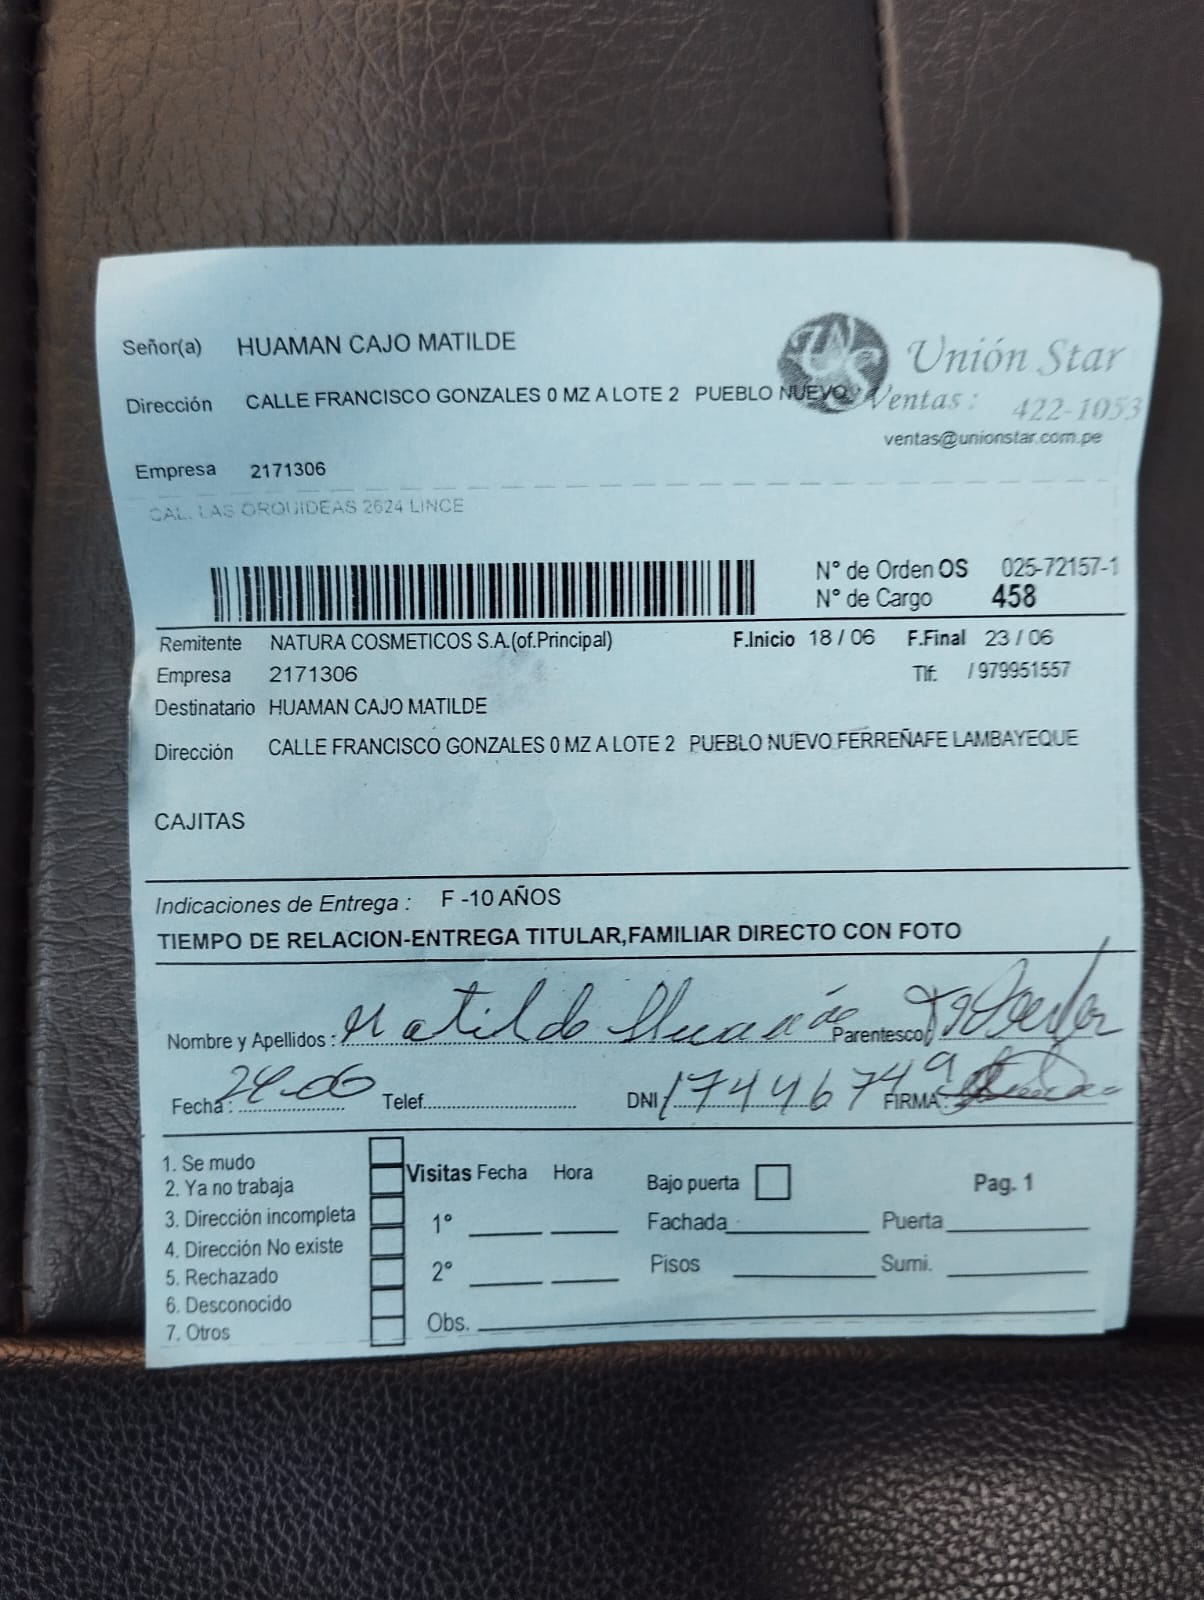 Señor(a) HUAMAN CAJO MATILDE
Unión Star
Dirección CALLE FRANCISCO GONZALES 0 MZ A LOTE 2 PUEBLO NUEVO
Ventas: 422-1053
ventas@unionstar.com.pe
Empresa 2171306
CAL. LAS ORQUIDEAS 2624 LINCE
N° de Orden OS 025-72157-1
N° de Cargo 458
Remitente NATURA COSMETICOS S.A.(of.Principal) F.Inicio 18 / 06 F.Final 23 / 06
Empresa 2171306 Tlf. / 979951557
Destinatario HUAMAN CAJO MATILDE
Dirección CALLE FRANCISCO GONZALES 0 MZ A LOTE 2 PUEBLO NUEVO FERREÑAFE LAMBAYEQUE
CAJITAS
Indicaciones de Entrega : F -10 AÑOS
TIEMPO DE RELACION-ENTREGA TITULAR,FAMILIAR DIRECTO CON FOTO
Nombre y Apellidos : Matilde Huamán Parentesco
Fecha : 24-06 Telef. DNI 17446749 FIRMA:
1. Se mudo
2. Ya no trabaja
3. Dirección incompleta
4. Dirección No existe
5. Rechazado
6. Desconocido
7. Otros
Visitas Fecha Hora
1°
2°
Obs.
Bajo puerta Pag. 1
Fachada Puerta
Pisos Sumi.